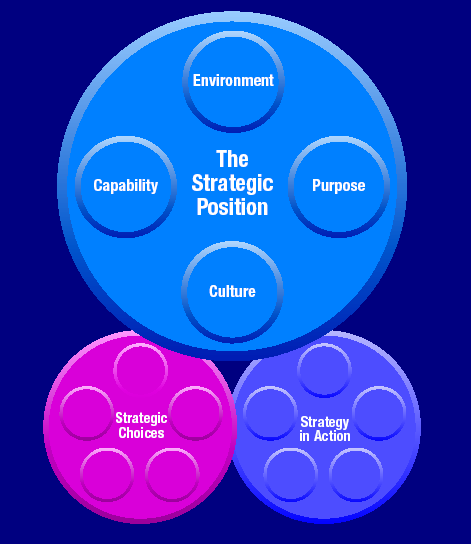 Environment
The
Strategic
Position
Capability
Purpose
Culture
Strategic
Choices
Strategy
in Action